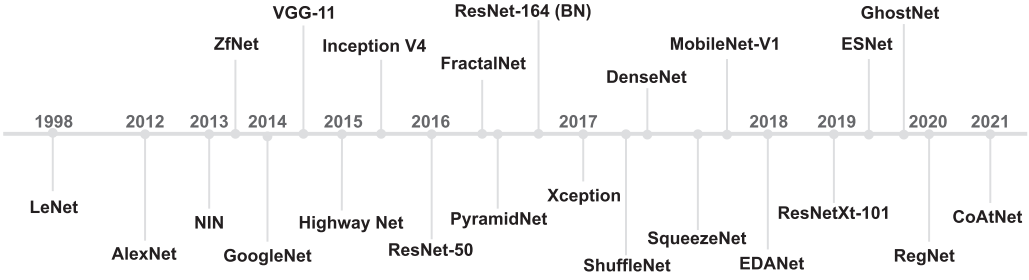 VGG-11
ResNet-164 (BN)
GhostNet
ZfNet
Inception V4
MobileNet-V1
ESNet
FractalNet
DenseNet
1998
2012
2013
2014
2015
2016
2017
2018
2019
2020
2021
Xception
LeNet
NIN
Highway Net
PyramidNet
ResNetXt-101
CoAtNet
SqueezeNet
AlexNet
GoogleNet
ResNet-50
ShuffleNet
EDANet
RegNet